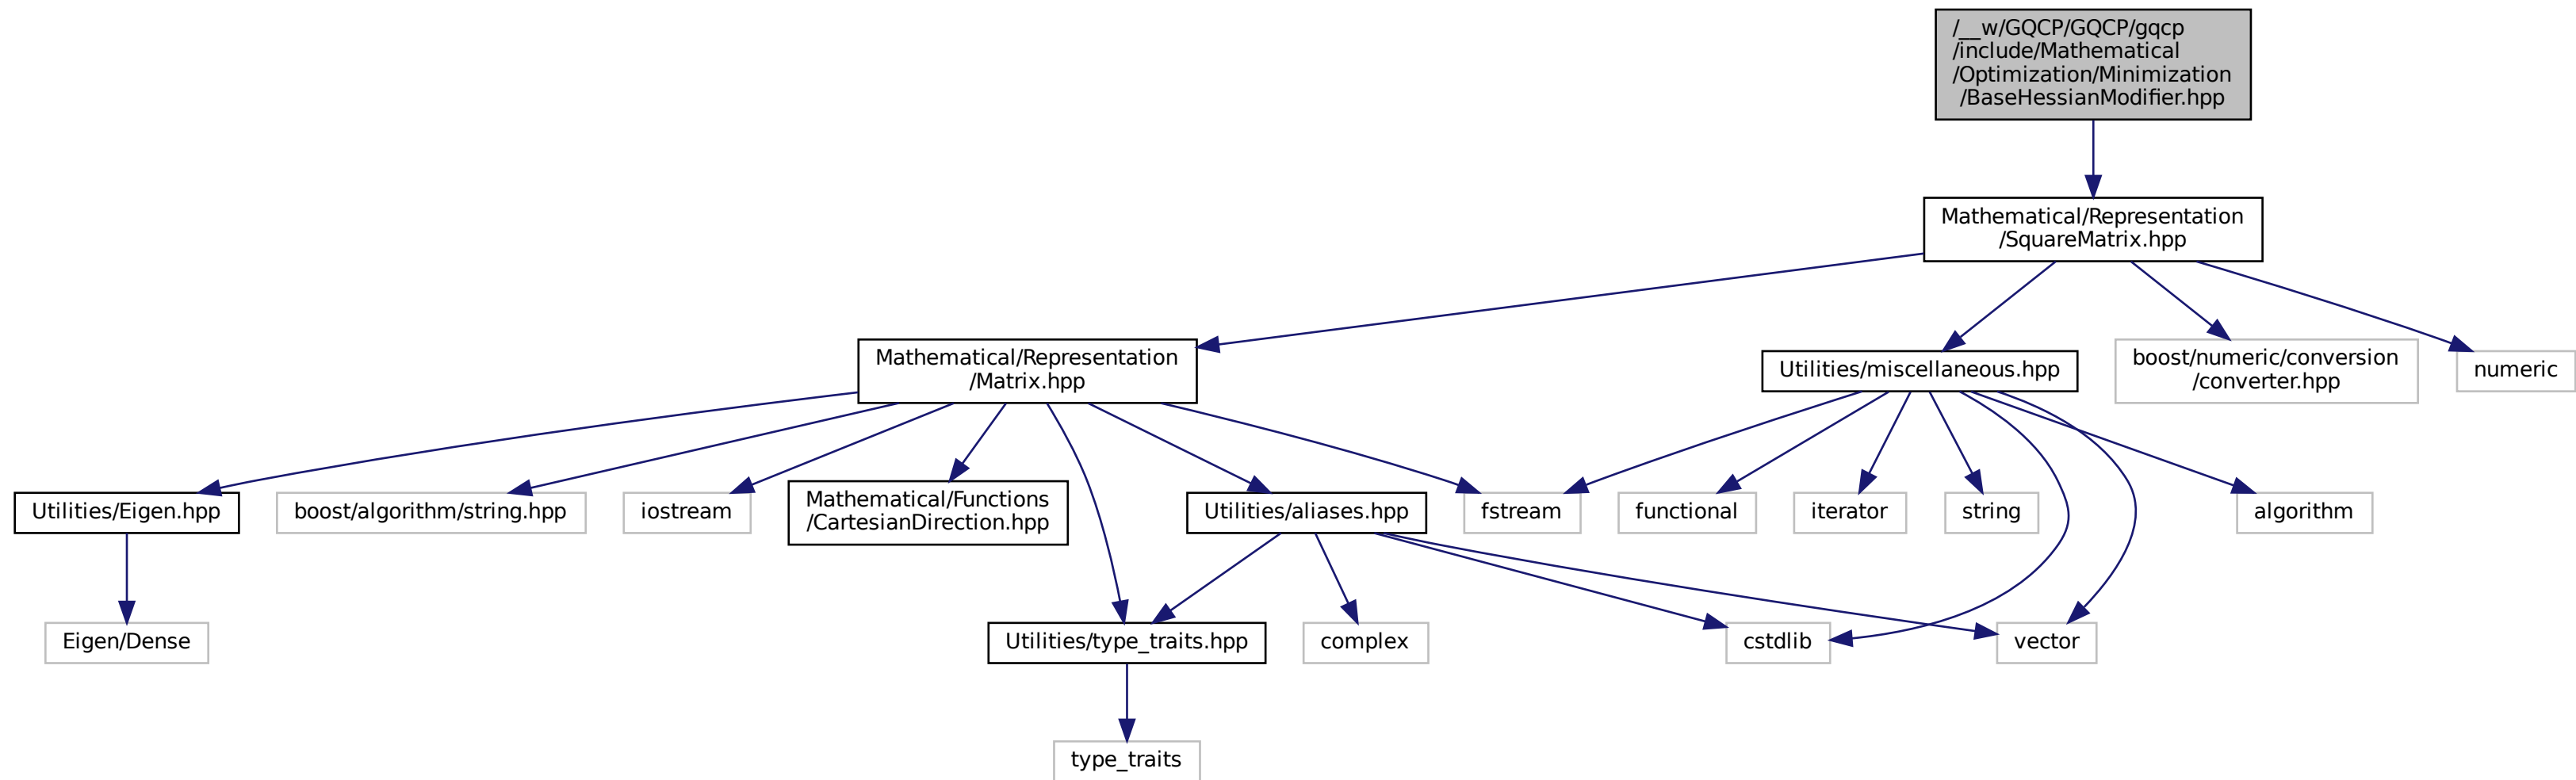 /__w/GQCP/GQCP/gqcp
/include/Mathematical
/Optimization/Minimization
/BaseHessianModifier.hpp
Mathematical/Representation
/SquareMatrix.hpp
Mathematical/Representation
/Matrix.hpp
Utilities/miscellaneous.hpp
boost/numeric/conversion
/converter.hpp
numeric
Utilities/Eigen.hpp
boost/algorithm/string.hpp
iostream
Mathematical/Functions
/CartesianDirection.hpp
Utilities/aliases.hpp
fstream
functional
iterator
string
algorithm
Eigen/Dense
Utilities/type_traits.hpp
complex
cstdlib
vector
type_traits